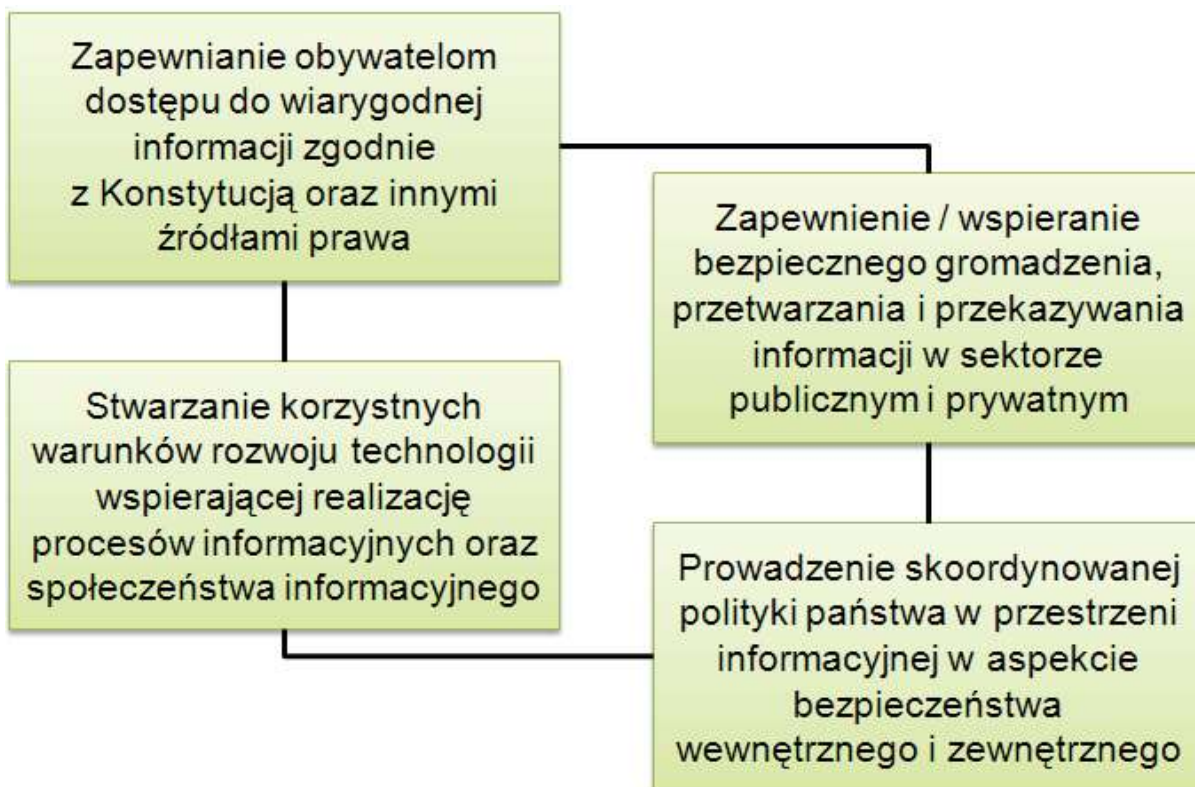 Zapewnianie obywatelom
dostępu do wiarygodnej
informacji zgodnie
z Konstytucją oraz innymi
źródłami prawa
Zapewnienie / wspieranie
bezpiecznego gromadzenia,
przetwarzania i przekazywania
informacji w sektorze
publicznym i prywatnym
Stwarzanie korzystnych
warunków rozwoju technologii
wspierającej realizację
procesów informacyjnych oraz
społeczeństwa informacyjnego
Prowadzenie skoordynowanej
polityki państwa w przestrzeni
informacyjnej w aspekcie
bezpieczeństwa
wewnętrznego i zewnętrznego